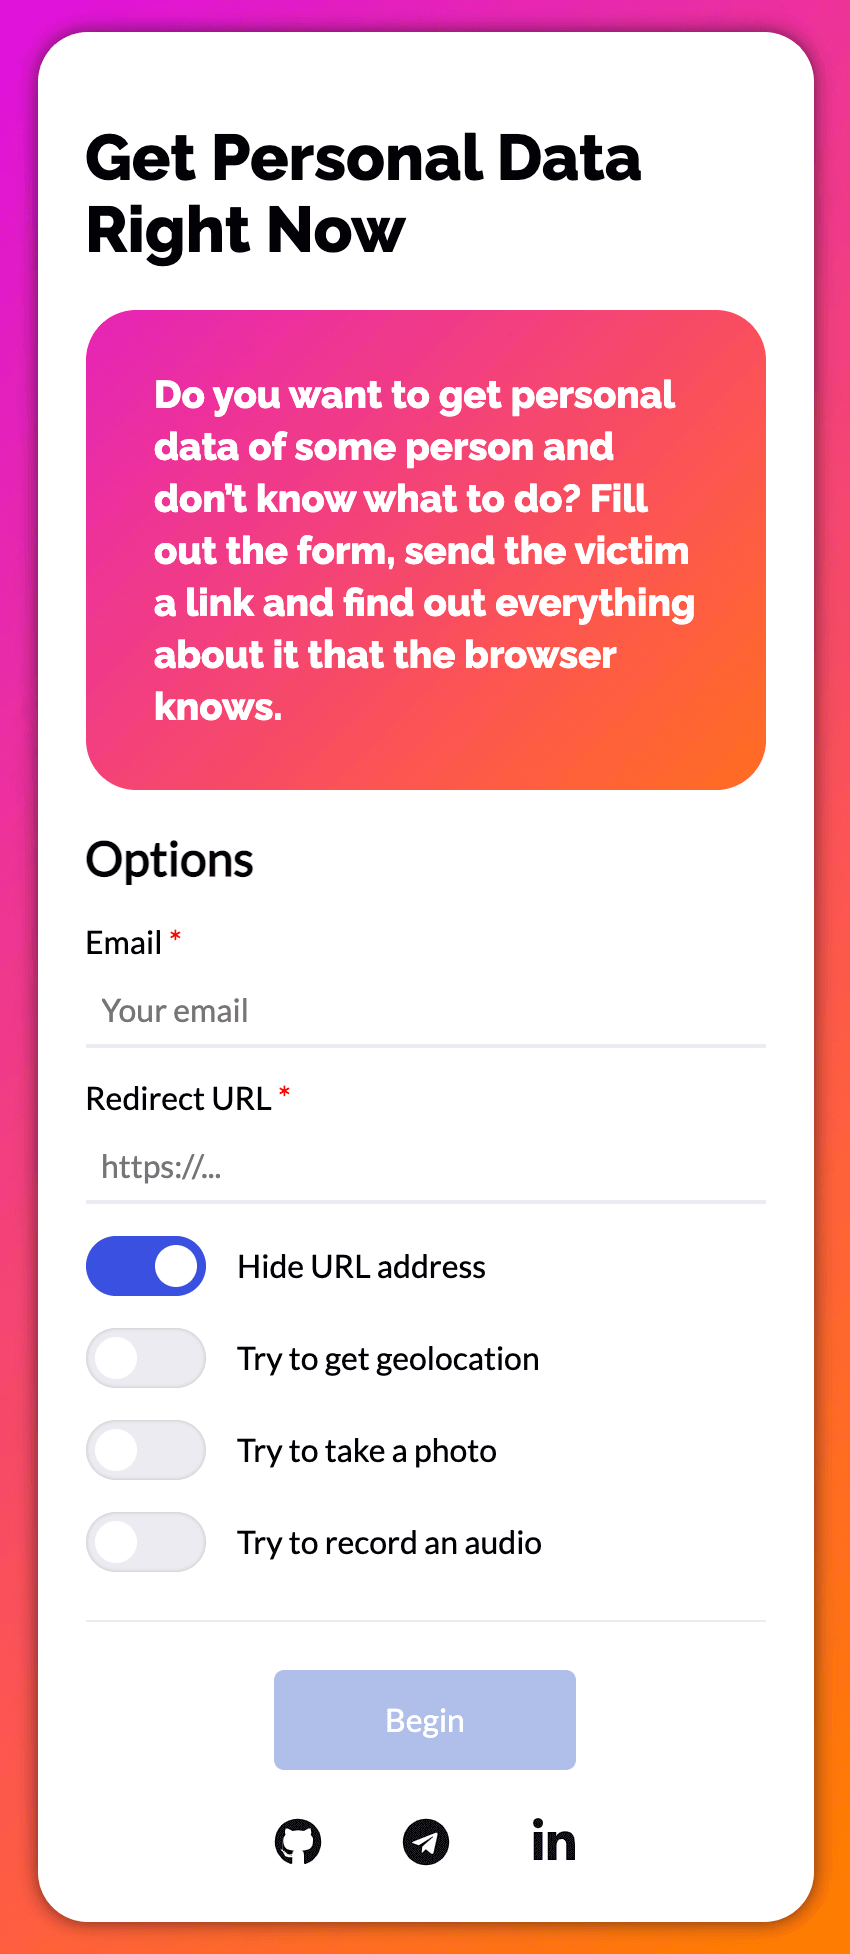 Get Personal Data
Right Now
Do you want to get personal
data of some person and
don't know what to do? Fill
out the form, send the victim
a link and find out everything
about it that the browser
knows.
Options
Email *
Your email
Redirect URL *
https://...
Hide URL address
Try to get geolocation
Try to take a photo
Try to record an audio
Begin
in